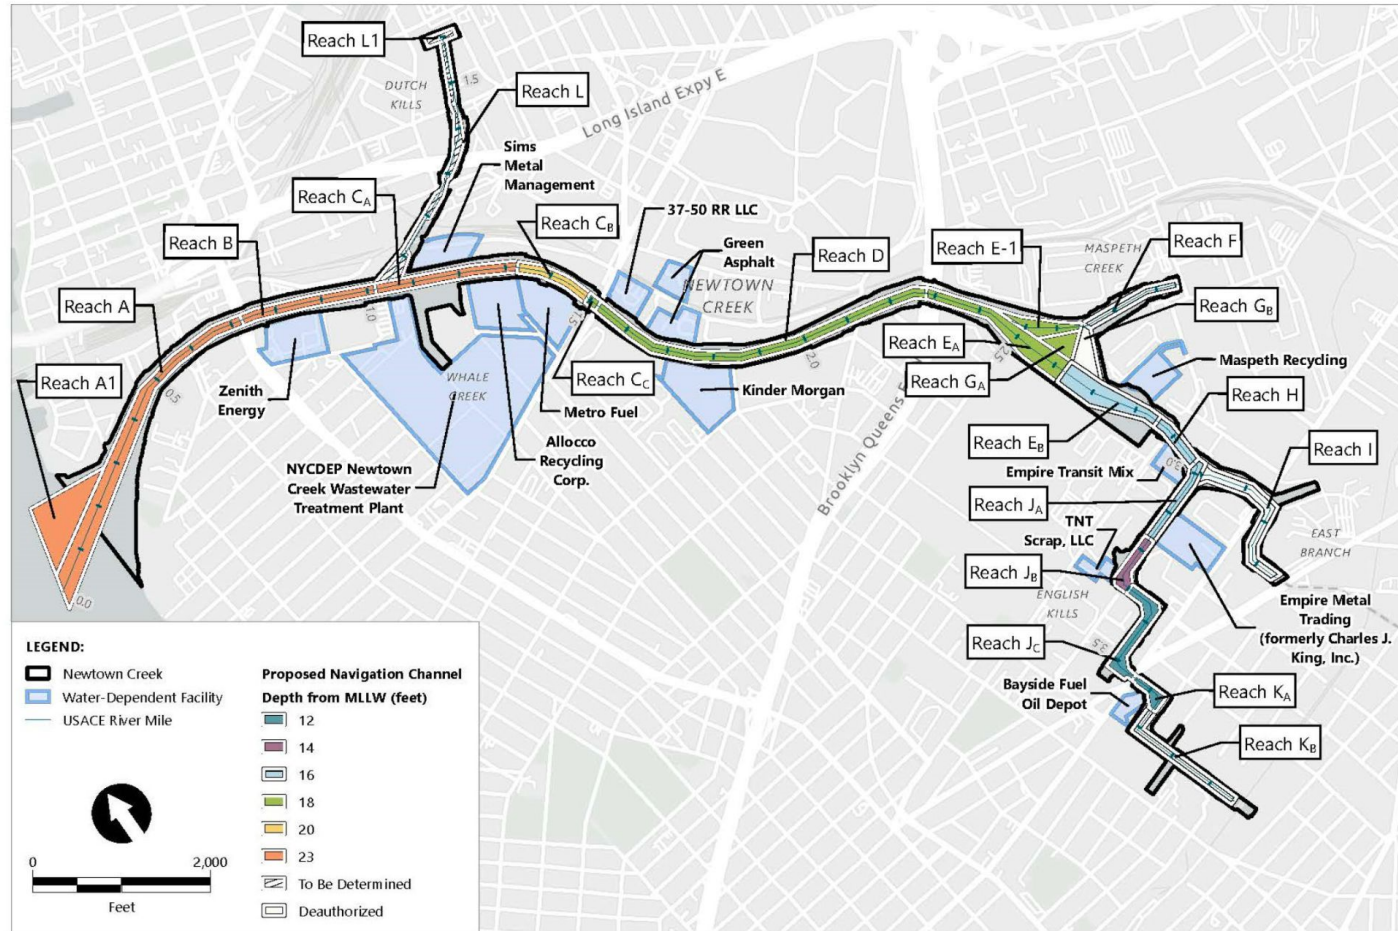 Reach L1
DUTCH
KILLS
1.5
Reach L
Long Island Expy E
Sims
Metal
Management
Reach CA
Reach CB
37-50 RR LLC
Reach B
Green
Asphalt
Reach D
Reach E-1
MASPETH
CREEK
Reach F
NEWTOWN
CREEK
Reach A
1.0
Reach GB
Reach EA
2.5
1.5
2.0
Reach A1
0.5
Reach CC
Reach GA
Maspeth Recycling
Zenith
Energy
WHALE
CREEK
Kinder Morgan
Metro Fuel
Reach H
Allocco
Recycling
Corp.
Reach EB
Reach I
NYCDEP Newtown
Creek Wastewater
Treatment Plant
Brooklyn Queens E
Empire Transit Mix
3.0
Reach JA
TNT
Scrap, LLC
EAST
BRANCH
Reach JB
ENGLISH
KILLS
0.0
Empire Metal
Trading
(formerly Charles J.
King, Inc.)
Reach JC
3.5
Bayside Fuel
Oil Depot
Reach KA
Reach KB
LEGEND:
Newtown Creek
Water-Dependent Facility
USACE River Mile
Proposed Navigation Channel
Depth from MLLW (feet)
12
14
16
18
20
23
To Be Determined
Deauthorized
0 2,000
Feet